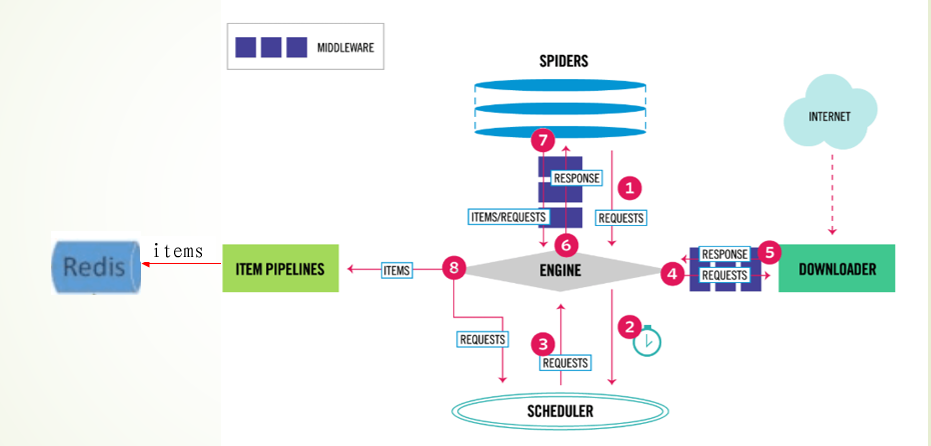 MIDDLEWARE
SPIDERS
INTERNET
7
RESPONSE
1
ITEMS/REQUESTS
REQUESTS
6
items
Redis
ITEM PIPELINES
ITEMS
8
ENGINE
4
RESPONSE
5
REQUESTS
DOWNLOADER
REQUESTS
3
REQUESTS
2
SCHEDULER